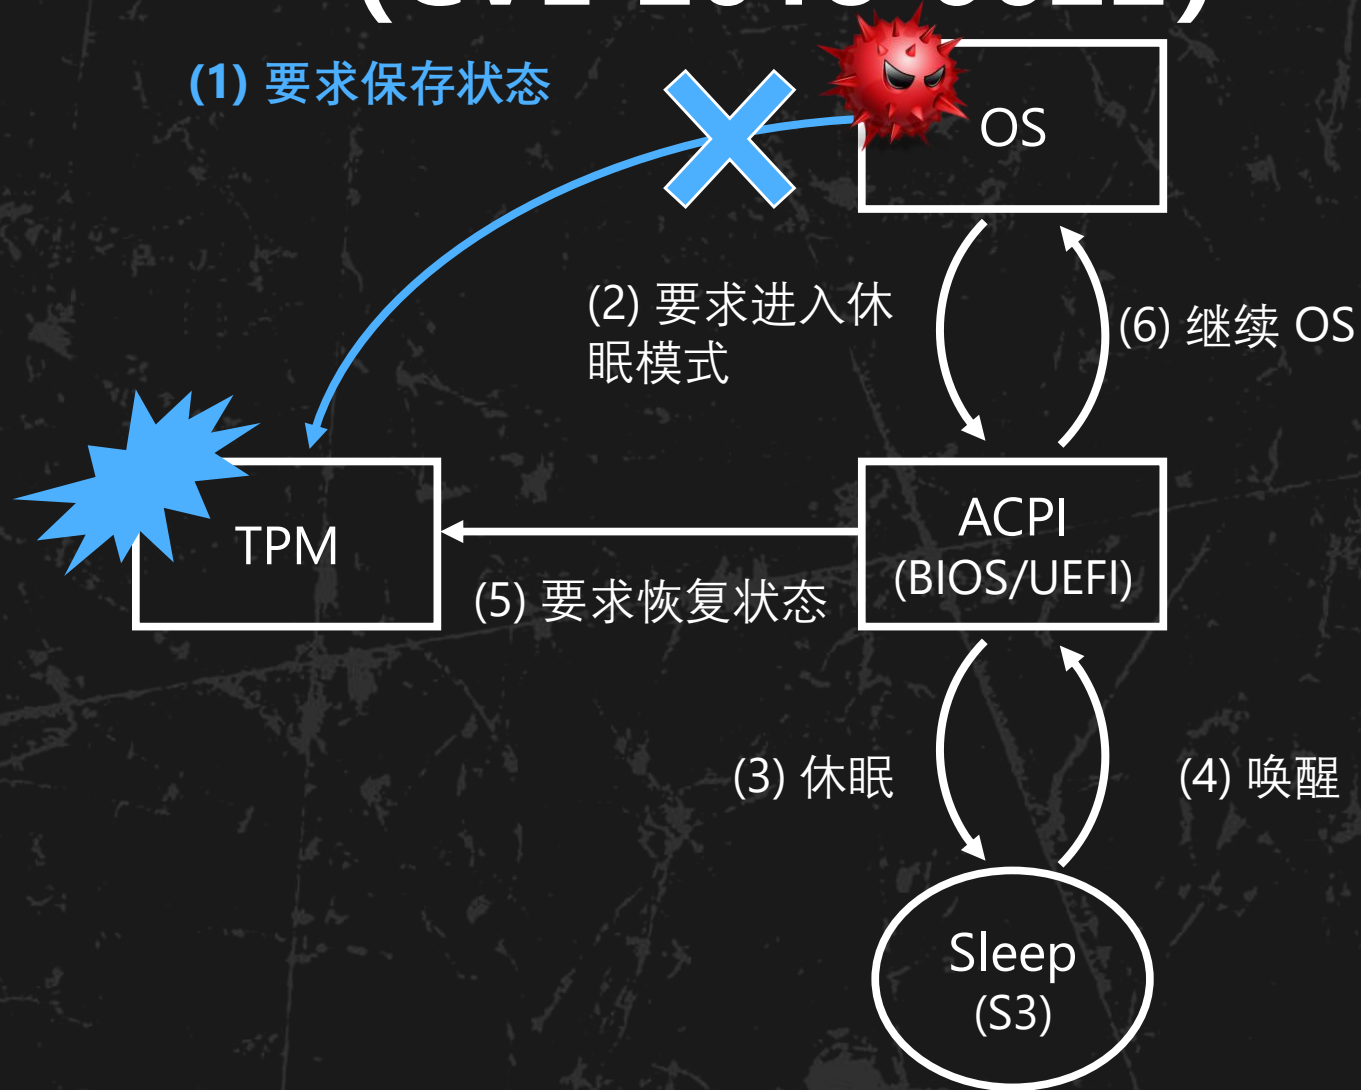 (1) 要求保存状态
OS
(2) 要求进入休
眠模式
(6) 继续 OS
TPM
ACPI
(BIOS/UEFI)
(5) 要求恢复状态
(3) 休眠
(4) 唤醒
Sleep
(S3)